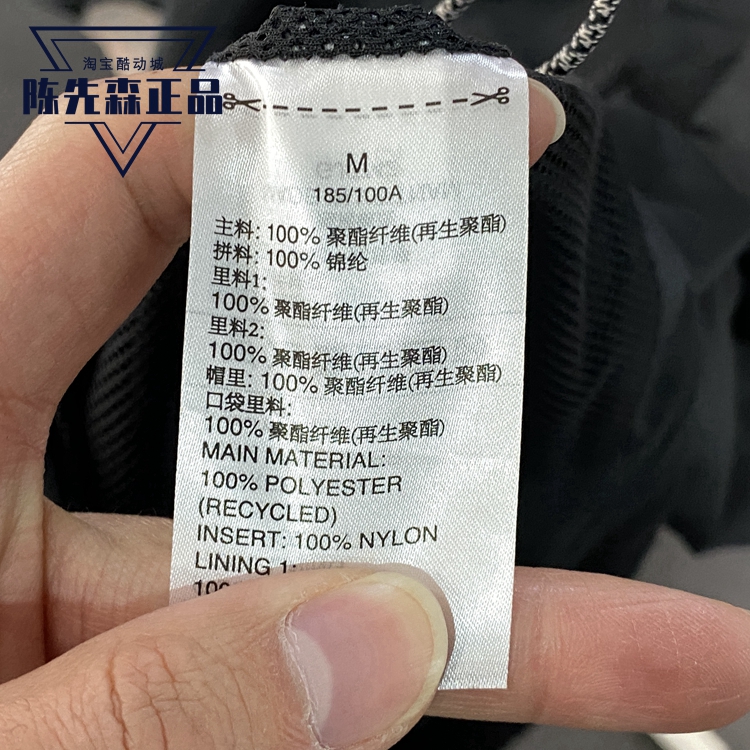 淘宝酷动城
陈先森正品
M
185/100A
主料: 100% 聚酯纤维(再生聚酯)
拼料: 100% 锦纶
里料1:
100% 聚酯纤维(再生聚酯)
里料2:
100% 聚酯纤维(再生聚酯)
帽里: 100% 聚酯纤维(再生聚酯)
口袋里料:
100% 聚酯纤维(再生聚酯)
MAIN MATERIAL:
100% POLYESTER
(RECYCLED)
INSERT: 100% NYLON
LINING 1: